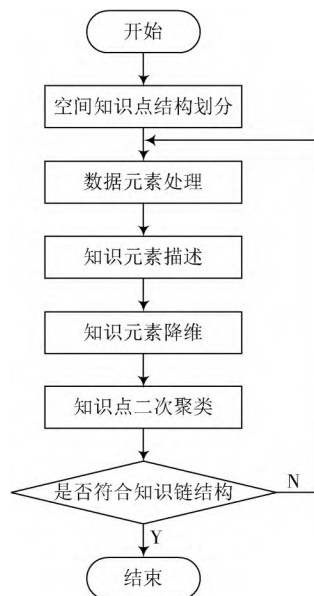 开始
空间知识点结构划分
数据元素处理
知识元素描述
知识元素降维
知识点二次聚类
是否符合知识链结构
N
Y
结束